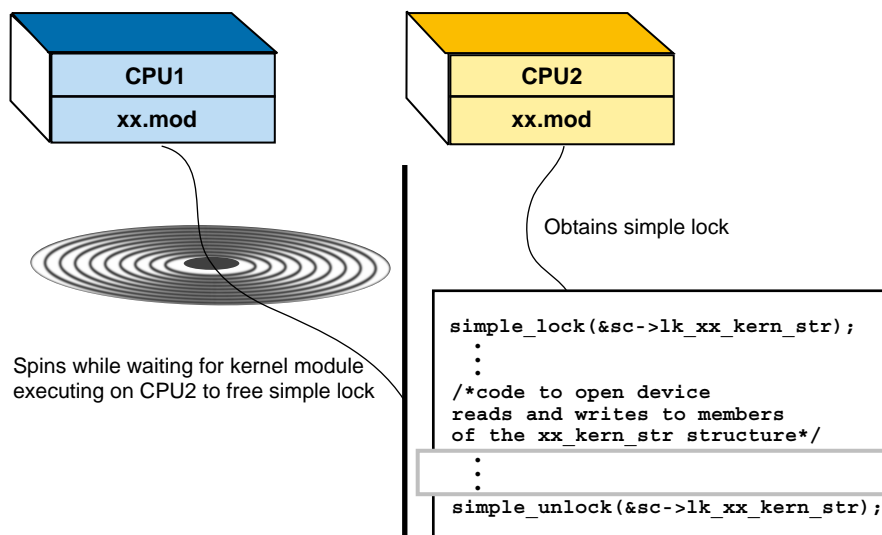 CPU1
xx.mod
CPU2
xx.mod
Obtains simple lock
Spins while waiting for kernel module
executing on CPU2 to free simple lock
simple_lock(&sc->lk_xx_kern_str);
.
.
.
/*code to open device
reads and writes to members
of the xx_kern_str structure*/
.
.
.
simple_unlock(&sc->lk_xx_kern_str);